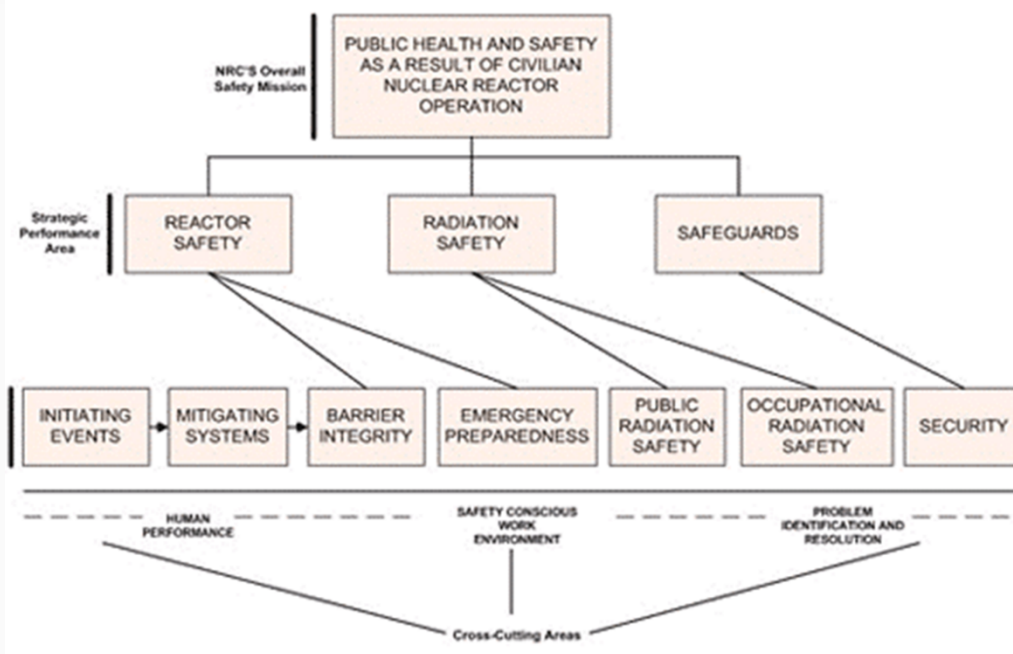 PUBLIC HEALTH AND SAFETY
AS A RESULT OF CIVILIAN
NUCLEAR REACTOR
OPERATION
NRC'S Overall
Safety Mission
Strategic
Performance
Area
REACTOR
SAFETY
RADIATION
SAFETY
SAFEGUARDS
INITIATING
EVENTS
MITIGATING
SYSTEMS
BARRIER
INTEGRITY
EMERGENCY
PREPAREDNESS
PUBLIC
RADIATION
SAFETY
OCCUPATIONAL
RADIATION
SAFETY
SECURITY
HUMAN
PERFORMANCE
SAFETY CONSCIOUS
WORK
ENVIRONMENT
PROBLEM
IDENTIFICATION AND
RESOLUTION
Cross-Cutting Areas